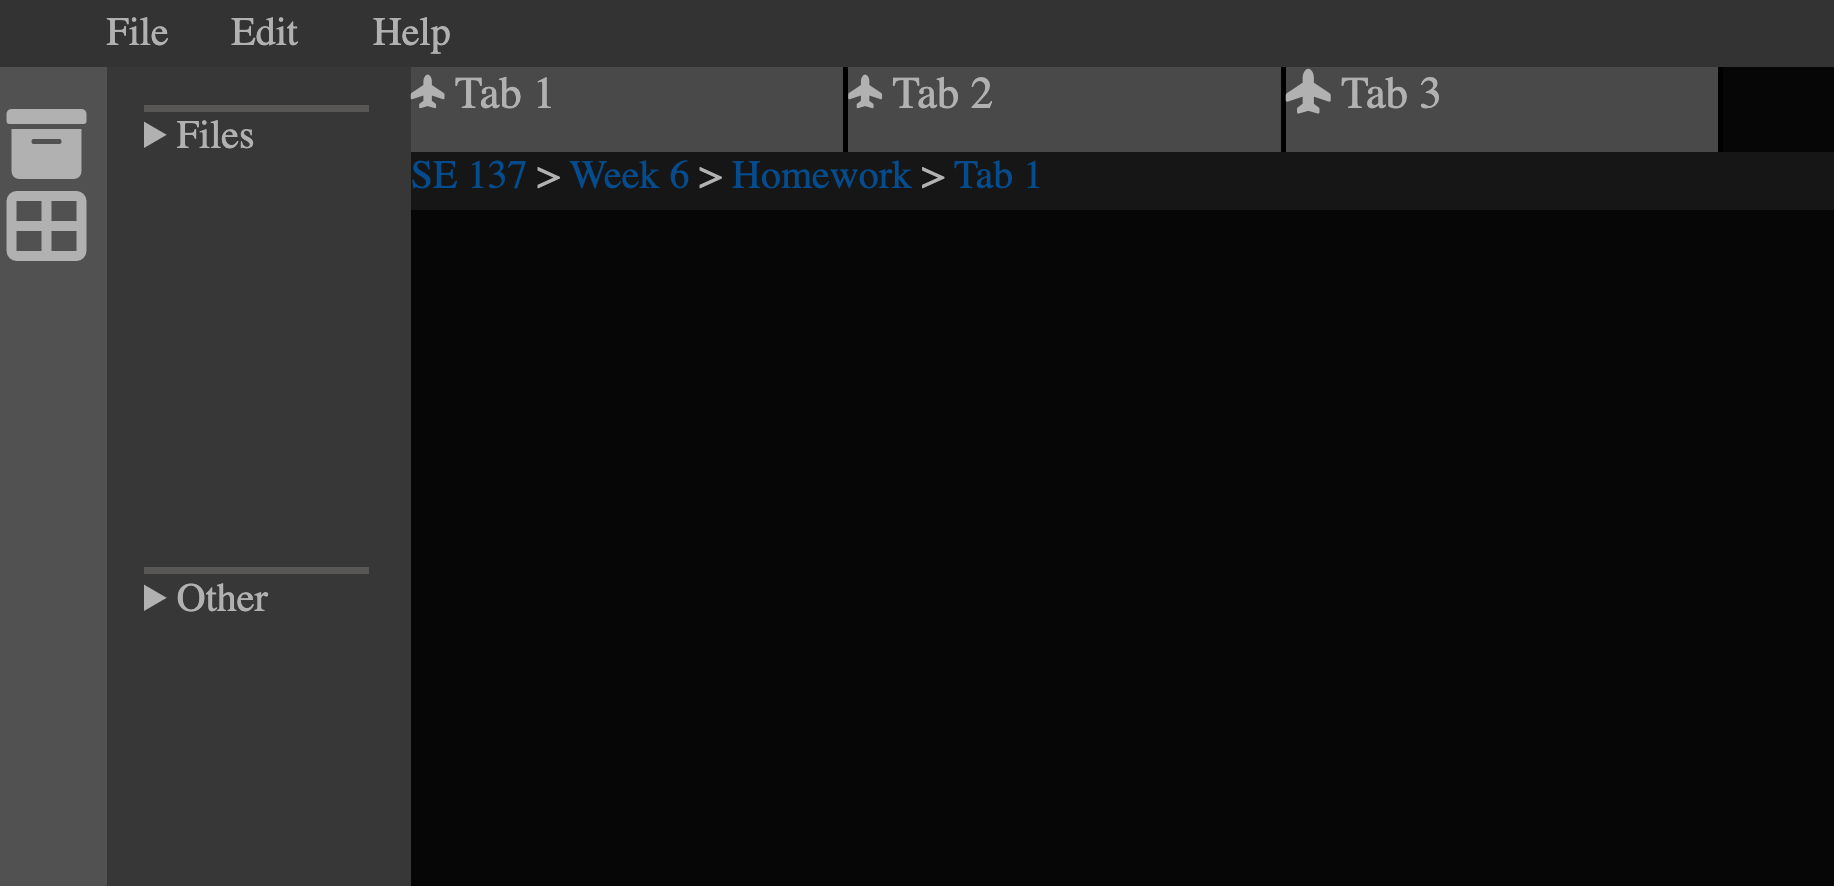 File Edit Help
Tab 1 Tab 2 Tab 3
Files
SE 137 > Week 6 > Homework > Tab 1
Other